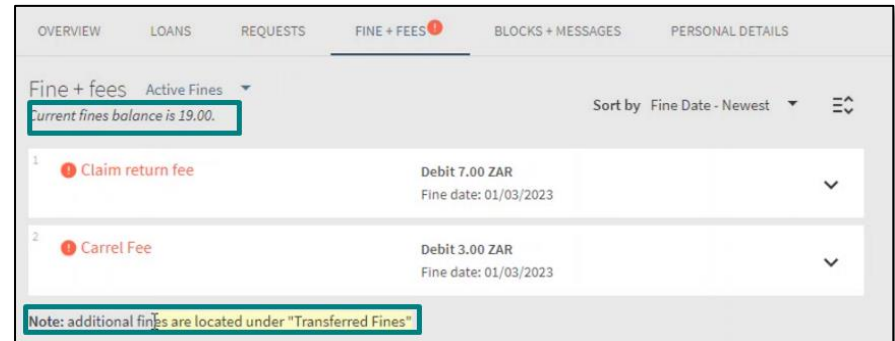 OVERVIEW LOANS REQUESTS FINE + FEES BLOCKS + MESSAGES PERSONAL DETAILS
Fine + fees Active Fines
Current fines balance is 19.00.
Sort by Fine Date - Newest
1 Claim return fee Debit 7.00 ZAR
Fine date: 01/03/2023
2 Carrel Fee Debit 3.00 ZAR
Fine date: 01/03/2023
Note: additional fines are located under "Transferred Fines"